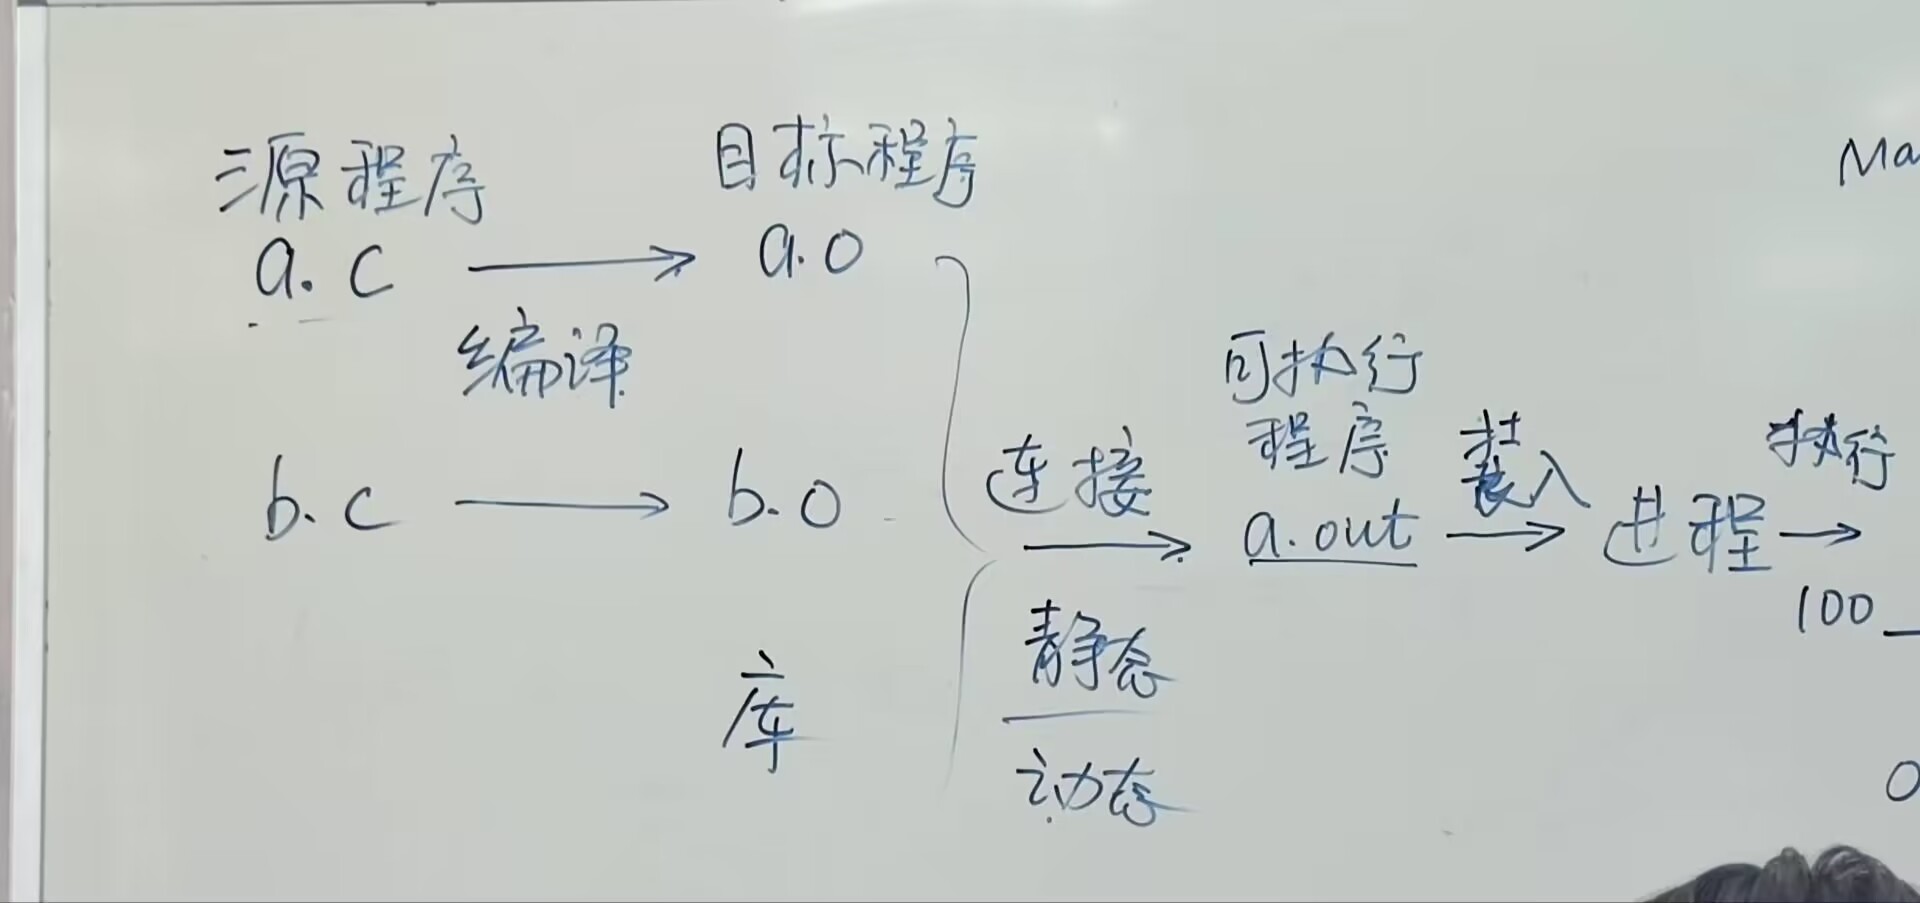 源程序 目标程序
a.c → a.o
编译
b.c → b.o
库
连接
静态
动态
可执行
程序
a.out
装入
进程 →
执行
100
Ma